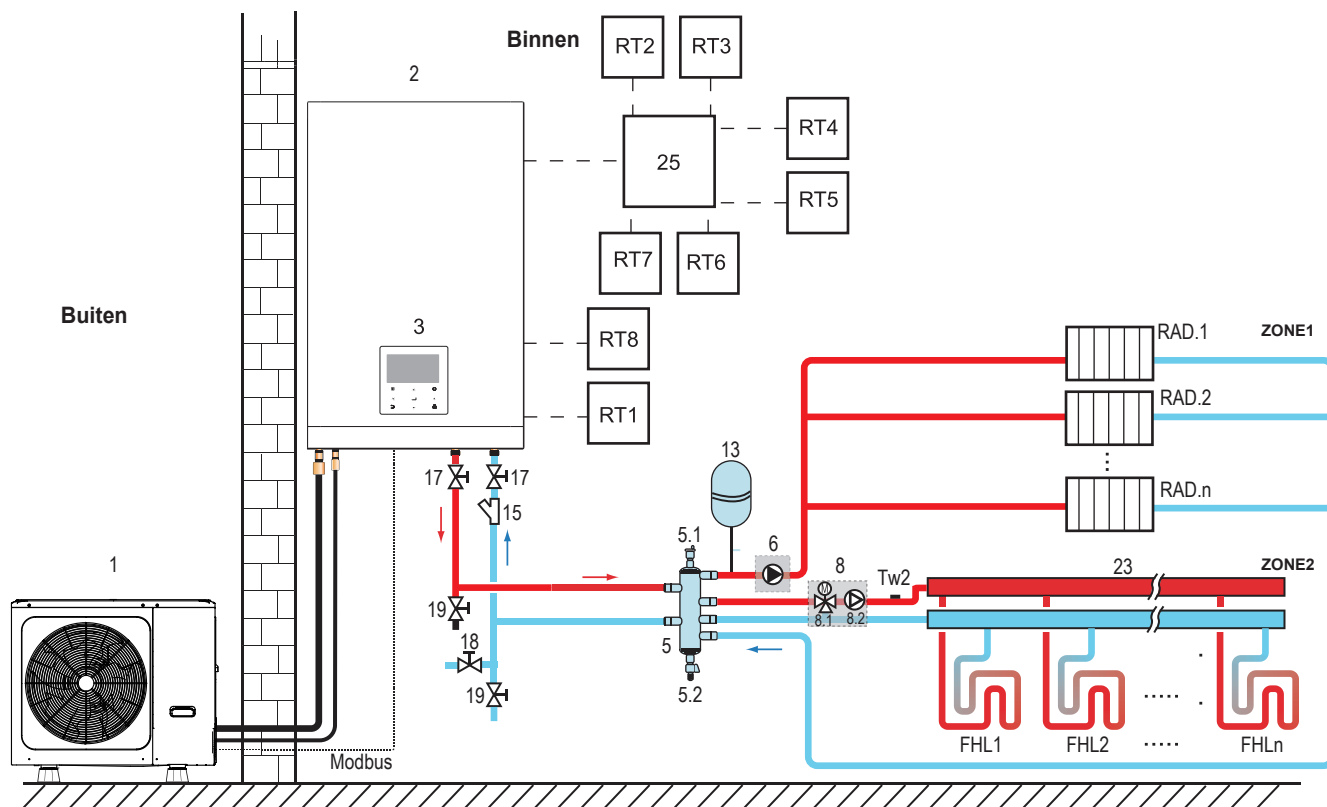 Binnen
RT2
RT3
2
RT4
25
RT5
RT7
RT6
Buiten
3
RT8
RT1
RAD.1
ZONE1
RAD.2
13
17
17
15
RAD.n
5.1
6
1
8
Tw2
23
ZONE2
M
19
8.1
8.2
18
5
19
5.2
FHL1
FHL2
.....
FHLn
Modbus